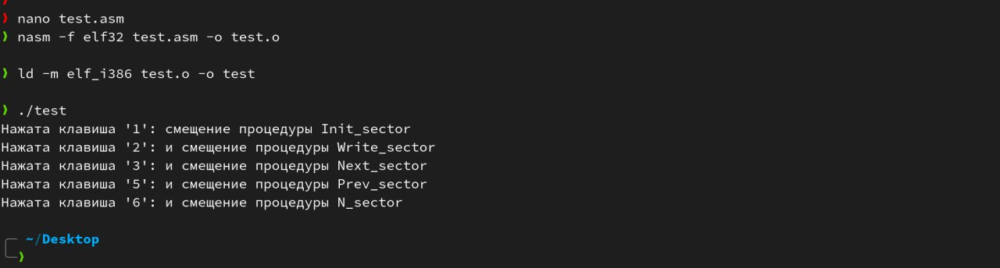 ❯ nano test.asm
❯ nasm -f elf32 test.asm -o test.o
❯ ld -m elf_i386 test.o -o test
❯ ./test
Нажата клавиша '1': смещение процедуры Init_sector
Нажата клавиша '2': и смещение процедуры Write_sector
Нажата клавиша '3': и смещение процедуры Next_sector
Нажата клавиша '5': и смещение процедуры Prev_sector
Нажата клавиша '6': и смещение процедуры N_sector
~/Desktop
❯